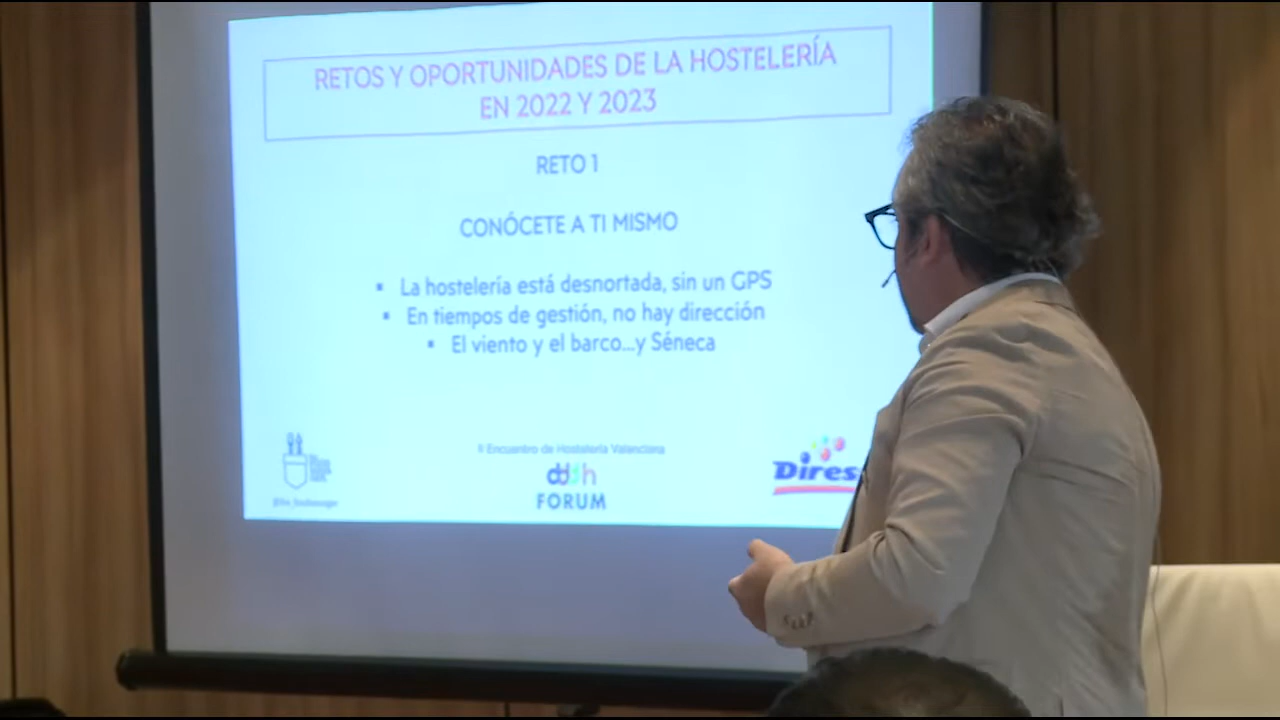 RETOS Y OPORTUNIDADES DE LA HOSTELERÍA
EN 2022 Y 2023
RETO 1
CONÓCETE A TI MISMO
▪ La hostelería está desnortada, sin un GPS
▪ En tiempos de gestión, no hay dirección
▪ El viento y el barco...y Séneca
II Encuentro de Hostelería Valenciana
FORUM
Dires